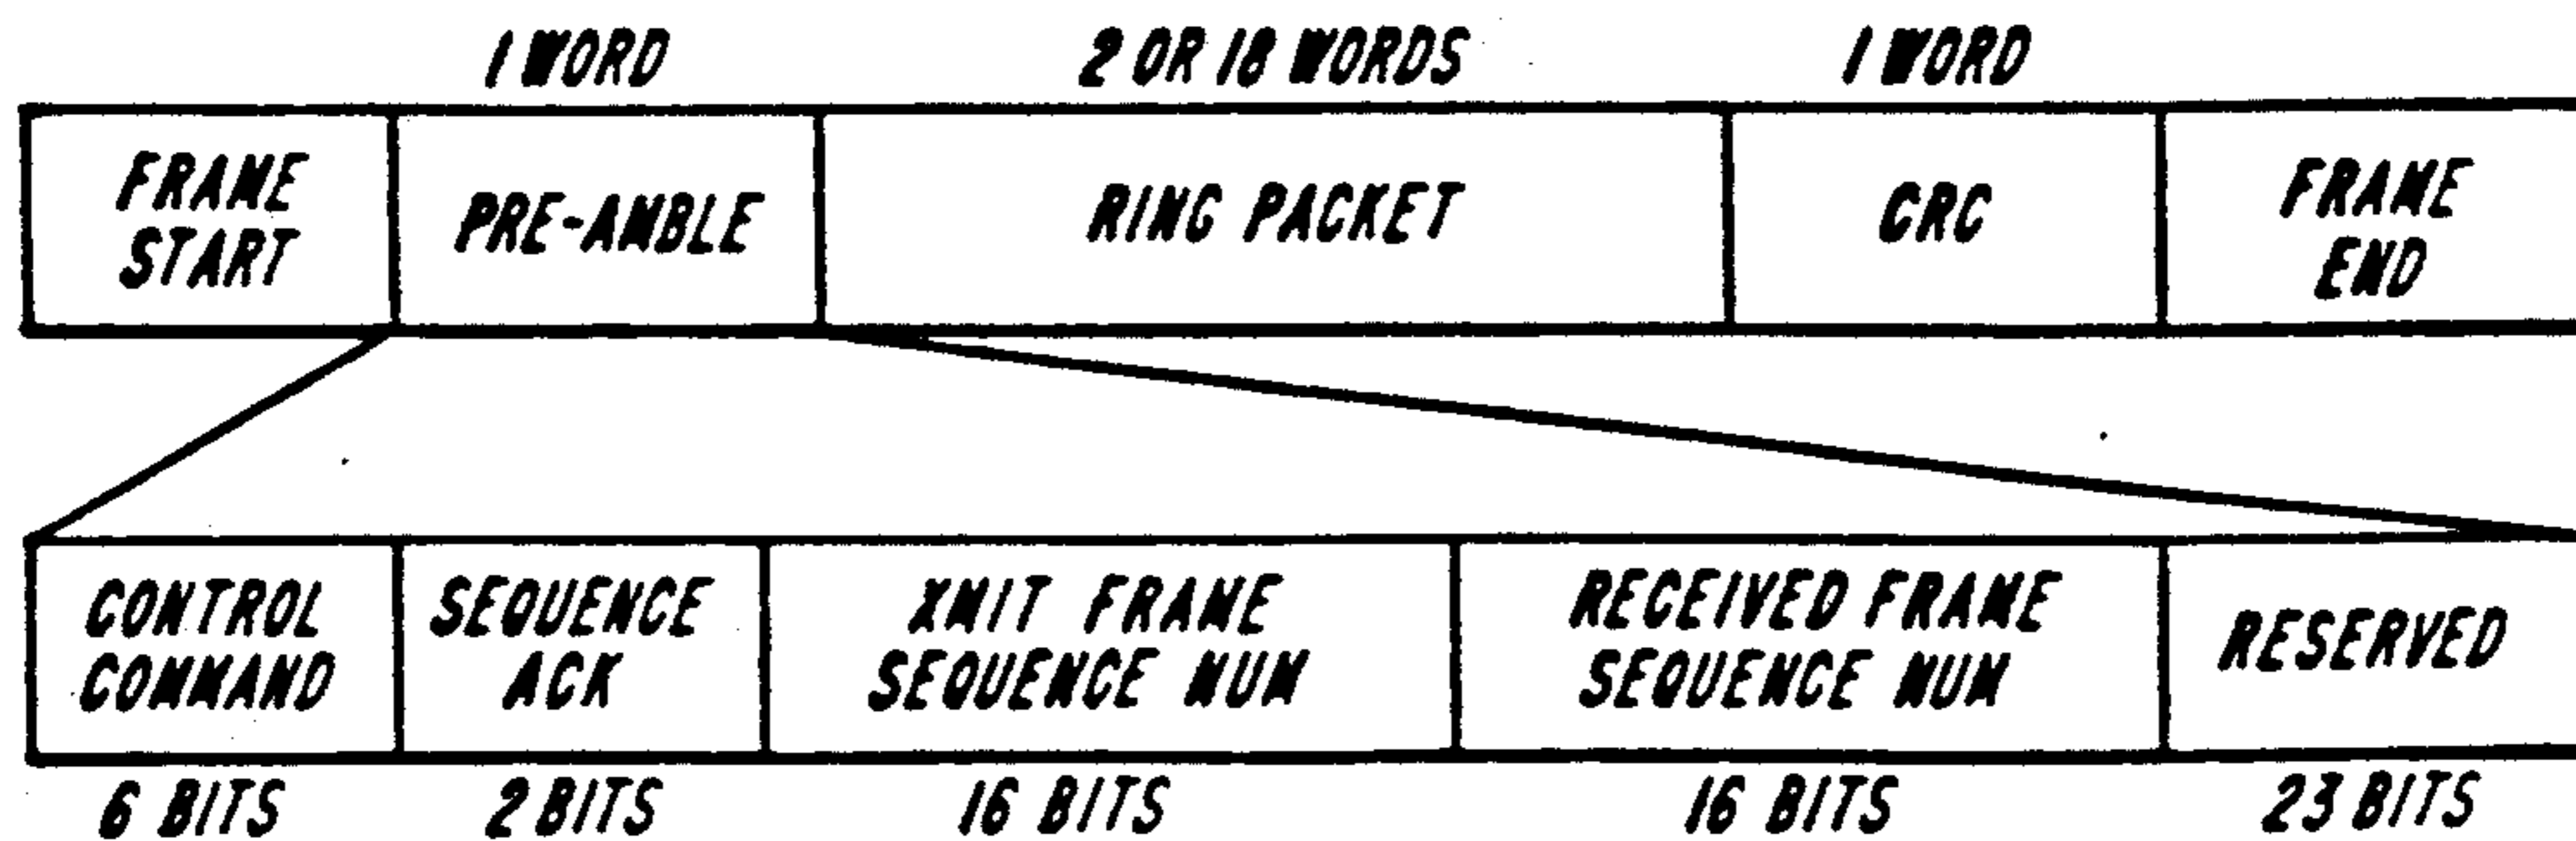 1 WORD 2 OR 18 WORDS 1 WORD
FRAME START PRE-AMBLE RING PACKET CRC FRAME END
CONTROL COMMAND SEQUENCE ACK XMIT FRAME SEQUENCE NUM RECEIVED FRAME SEQUENCE NUM RESERVED
6 BITS 2 BITS 16 BITS 16 BITS 23 BITS